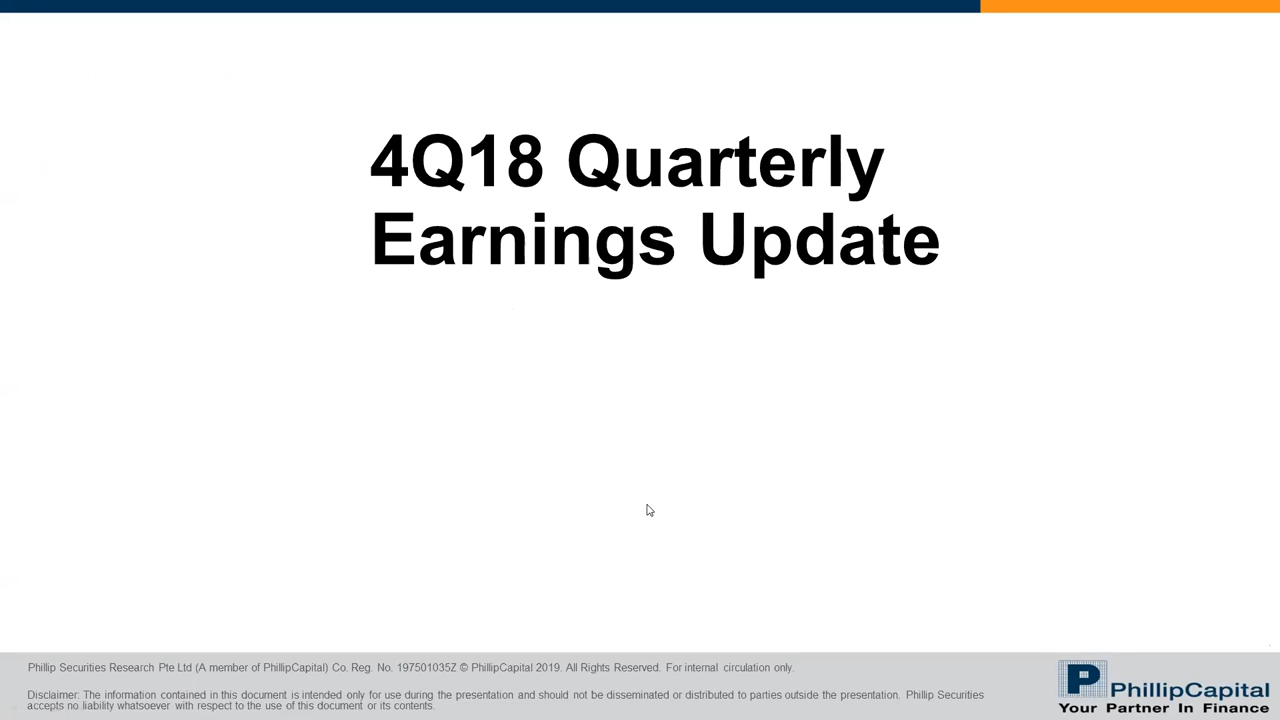 4Q18 Quarterly
Earnings Update
Phillip Securities Research Pte Ltd (A member of PhillipCapital) Co. Reg. No. 197501035Z © PhillipCapital 2019. All Rights Reserved. For internal circulation only.
Disclaimer: The information contained in this document is intended only for use during the presentation and should not be disseminated or distributed to parties outside the presentation. Phillip Securities
accepts no liability whatsoever with respect to the use of this document or its contents.
P
PhillipCapital
Your Partner In Finance